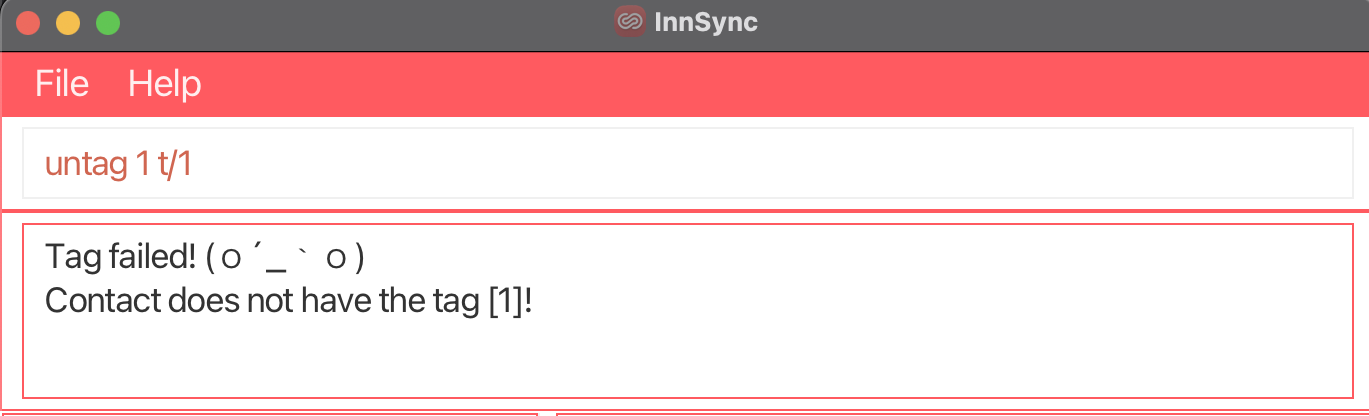 InnSync
File Help
untag 1 t/1
Tag failed! (ｏ´_｀ｏ)
Contact does not have the tag [1]!